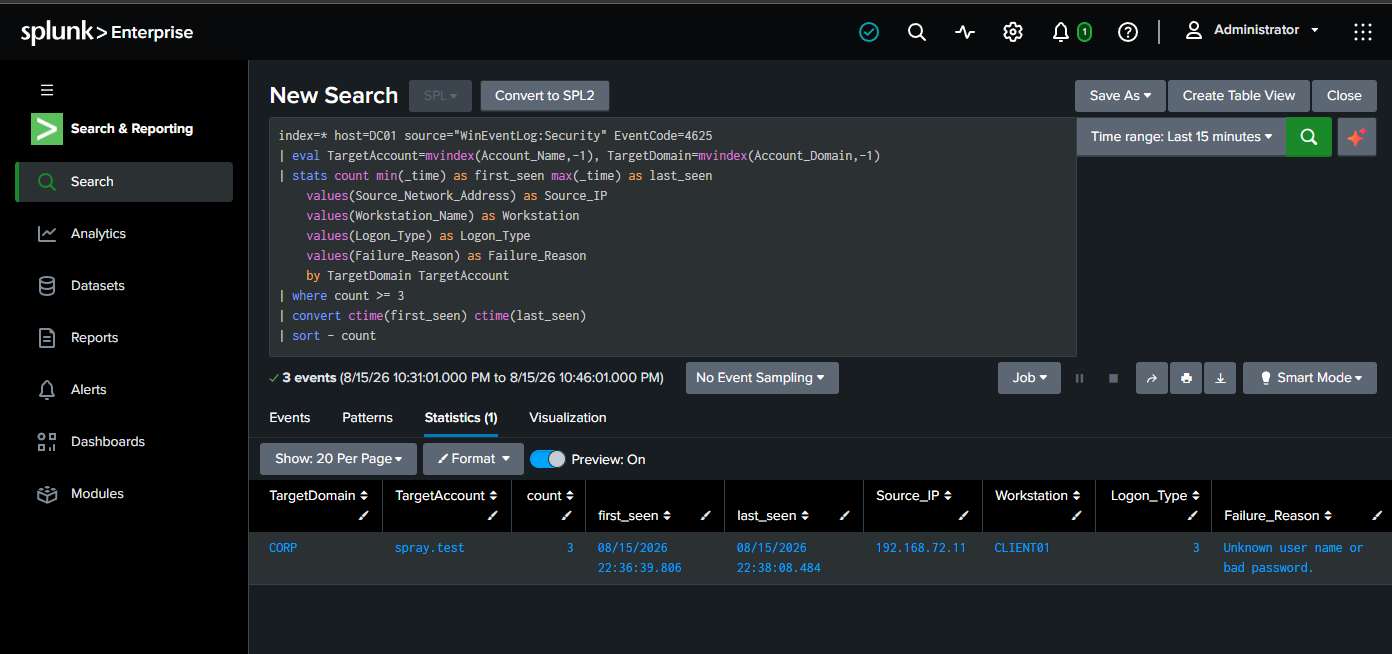 splunk> Enterprise
1
Administrator
Search & Reporting
Search
Analytics
Datasets
Reports
Alerts
Dashboards
Modules
New Search
SPL
Convert to SPL2
Save As
Create Table View
Close
index=* host=DC01 source="WinEventLog:Security" EventCode=4625
| eval TargetAccount=mvindex(Account_Name,-1), TargetDomain=mvindex(Account_Domain,-1)
| stats count min(_time) as first_seen max(_time) as last_seen
values(Source_Network_Address) as Source_IP
values(Workstation_Name) as Workstation
values(Logon_Type) as Logon_Type
values(Failure_Reason) as Failure_Reason
by TargetDomain TargetAccount
| where count >= 3
| convert ctime(first_seen) ctime(last_seen)
| sort - count
Time range: Last 15 minutes
3 events (8/15/26 10:31:01.000 PM to 8/15/26 10:46:01.000 PM)
No Event Sampling
Job
Smart Mode
Events
Patterns
Statistics (1)
Visualization
Show: 20 Per Page
Format
Preview: On
TargetDomain
TargetAccount
count
first_seen
last_seen
Source_IP
Workstation
Logon_Type
Failure_Reason
CORP
spray.test
3
08/15/2026
22:36:39.806
08/15/2026
22:38:08.484
192.168.72.11
CLIENT01
3
Unknown user name or
bad password.